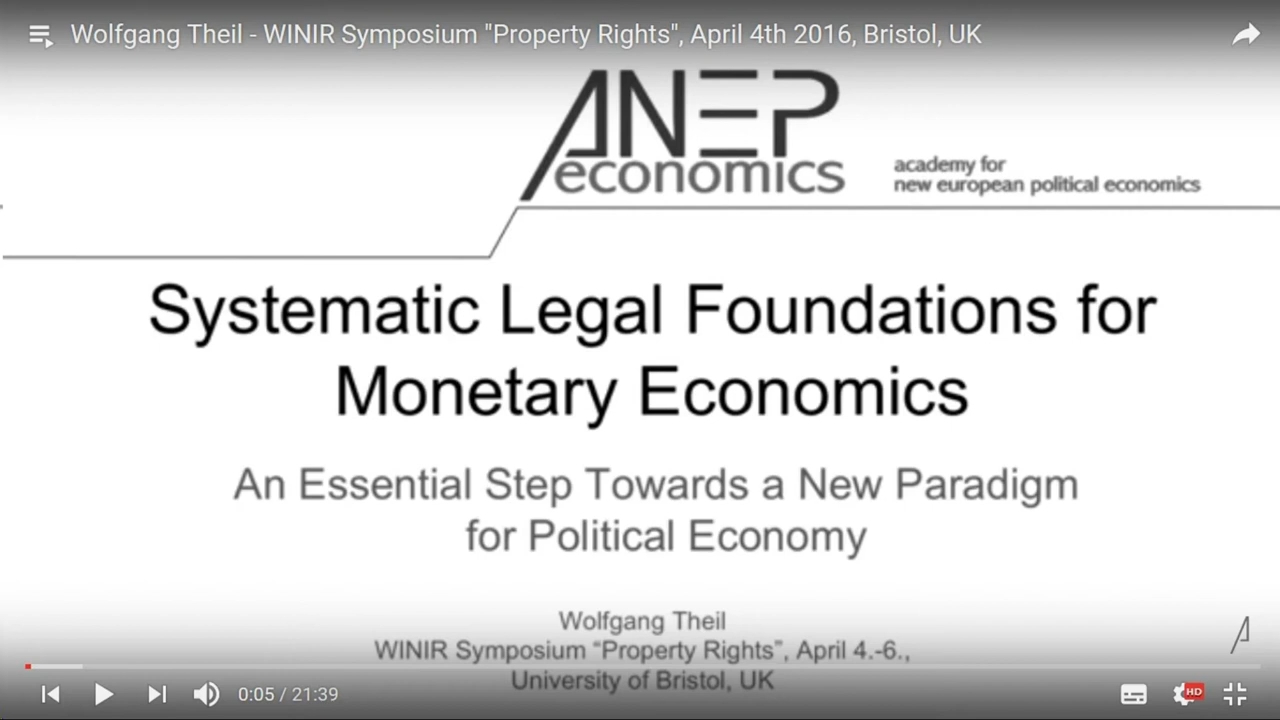 Wolfgang Theil - WINIR Symposium "Property Rights", April 4th 2016, Bristol, UK
ANEP
economics
academy for
new european political economics
Systematic Legal Foundations for
Monetary Economics
An Essential Step Towards a New Paradigm
for Political Economy
Wolfgang Theil
WINIR Symposium “Property Rights”, April 4.-6.,
University of Bristol, UK
0:05 / 21:39
HD